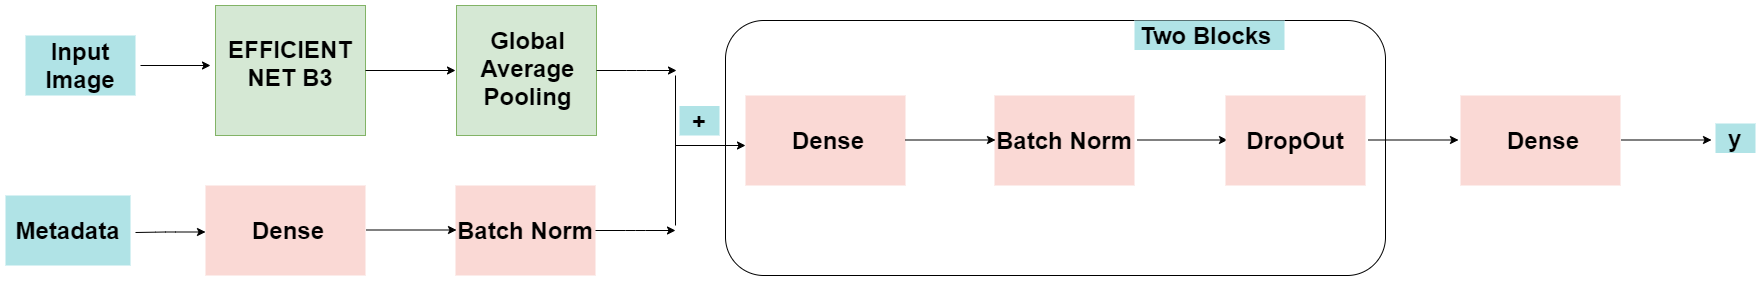 Input
Image
EFFICIENT
NET B3
Global
Average
Pooling
Metadata
Dense
Batch Norm
+
Two Blocks
Dense
Batch Norm
DropOut
Dense
y